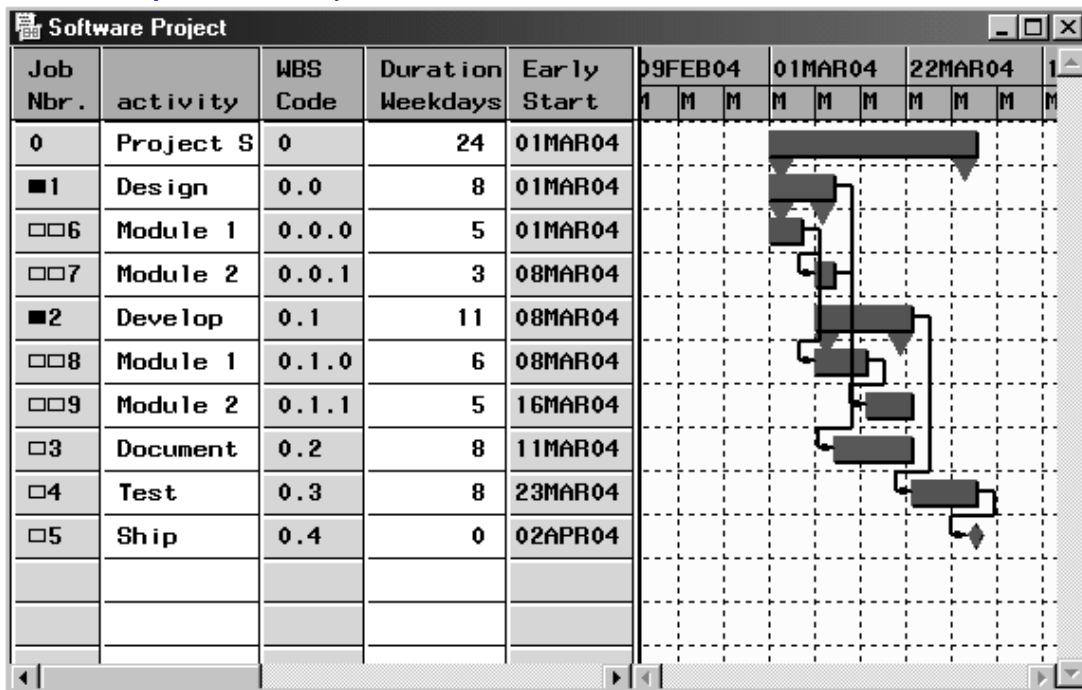 Software Project
Job Nbr. activity WBS Code Duration Weekdays Early Start
09FEB04 01MAR04 22MAR04 1
M M M M M M M M M M
0 Project S 0 24 01MAR04
1 Design 0.0 8 01MAR04
6 Module 1 0.0.0 5 01MAR04
7 Module 2 0.0.1 3 08MAR04
2 Develop 0.1 11 08MAR04
8 Module 1 0.1.0 6 08MAR04
9 Module 2 0.1.1 5 16MAR04
3 Document 0.2 8 11MAR04
4 Test 0.3 8 23MAR04
5 Ship 0.4 0 02APR04